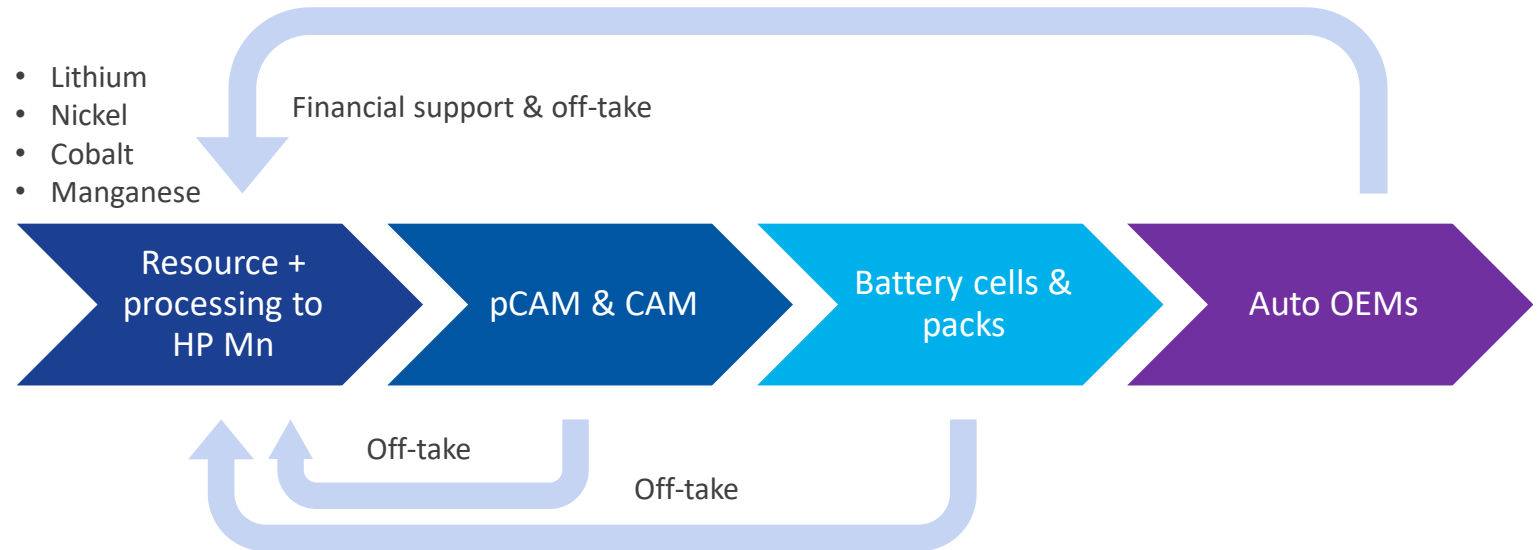 • Lithium
• Nickel
• Cobalt
• Manganese
Financial support & off-take
Resource +
processing to
HP Mn
pCAM & CAM
Battery cells &
packs
Auto OEMs
Off-take
Off-take